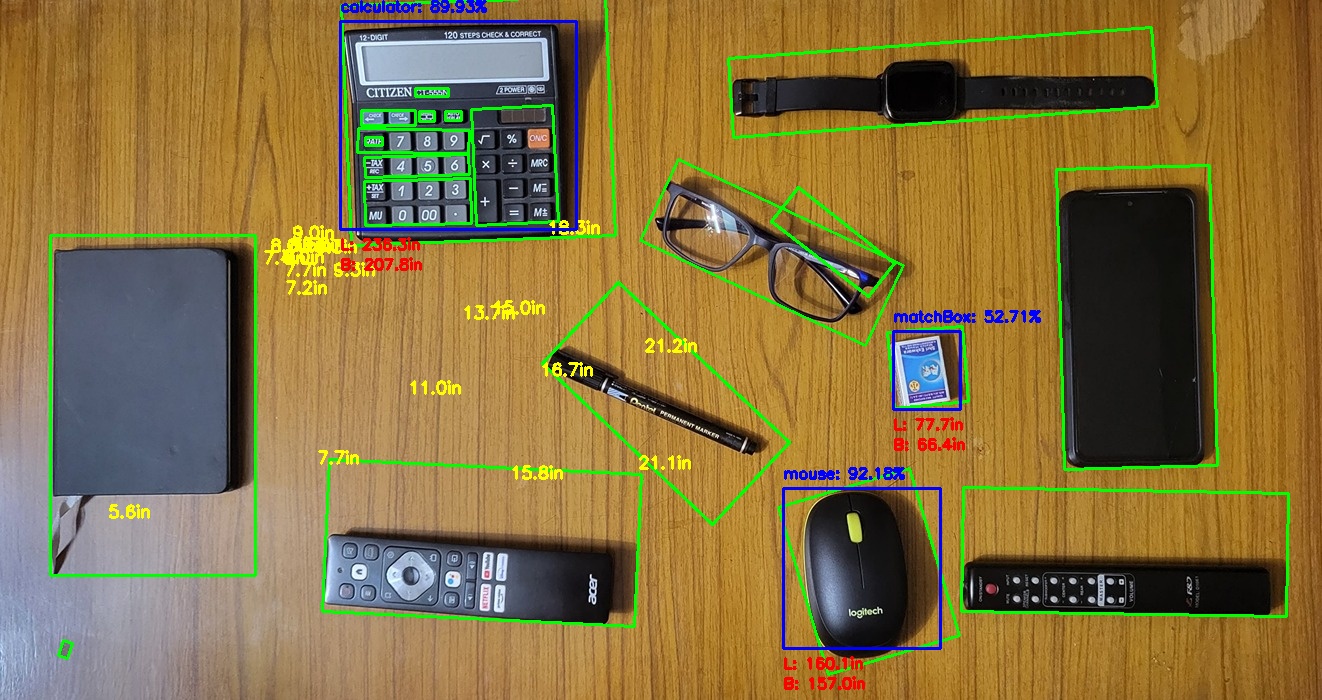 calculator: 89.93%
12-DIGIT 120 STEPS CHECK & CORRECT
CITIZEN CT-555N 2 POWER
CHECK CHECK
RATE 7 8 9 √ % ON/C
-TAX 4 5 6 × ÷ MRC
REC
+TAX 1 2 3 + − M=
SET
MU 0 00 . = M±
9.0in
18.3in
L: 236.3in
B: 207.8in
7.7in 9.3in
7.2in
13.7in 15.0in
21.2in
matchBox: 52.71%
16.7in
11.0in
Pentel PERMANENT MARKER
L: 77.7in
B: 66.4in
7.7in
15.8in
21.1in
mouse: 92.18%
5.6in
YouTube
NETFLIX
acer
logitech
VOLUME
F&D
L: 160.1in
B: 157.0in